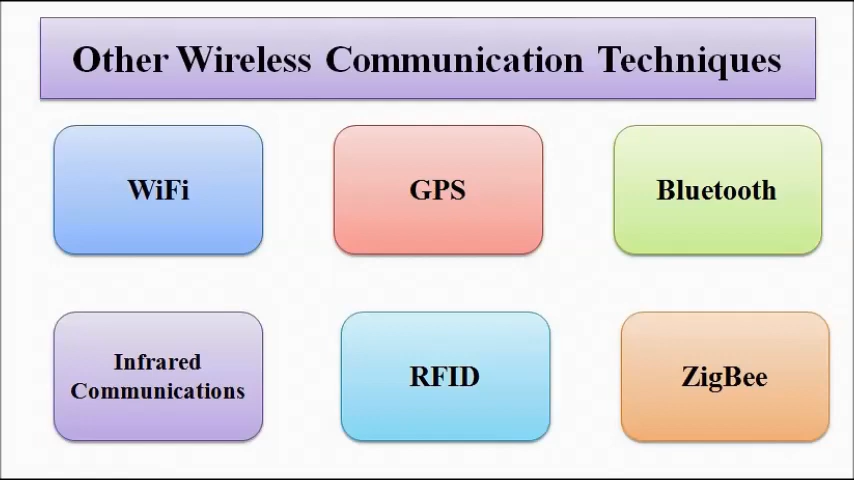 Other Wireless Communication Techniques
WiFi
GPS
Bluetooth
Infrared
Communications
RFID
ZigBee